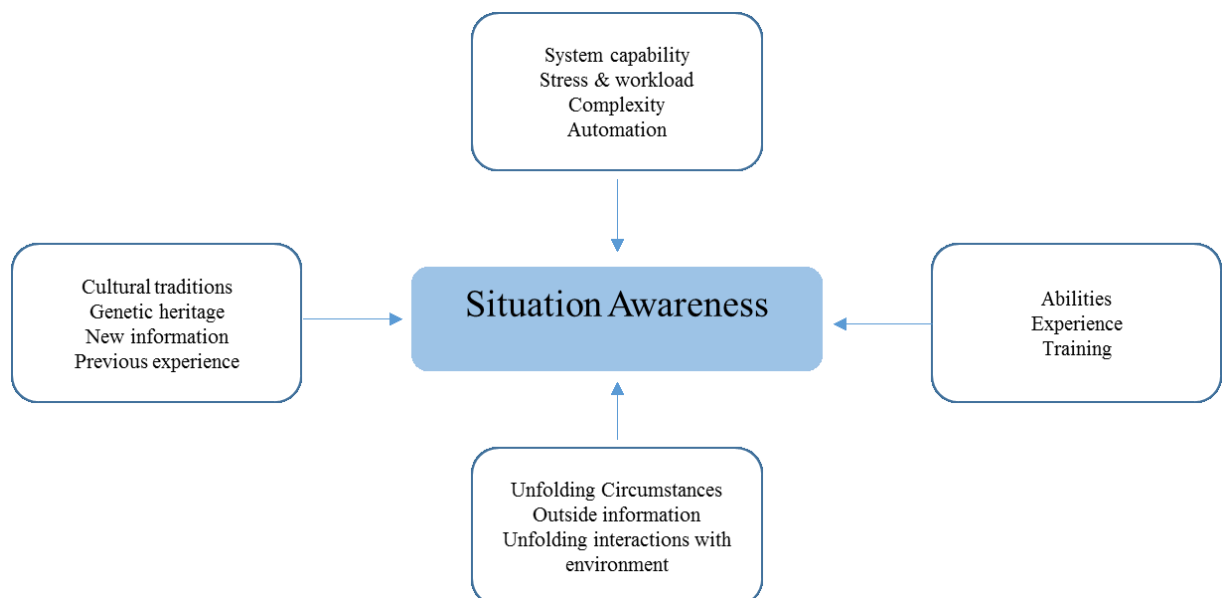 System capability
Stress & workload
Complexity
Automation
Cultural traditions
Genetic heritage
New information
Previous experience
Situation Awareness
Abilities
Experience
Training
Unfolding Circumstances
Outside information
Unfolding interactions with
environment